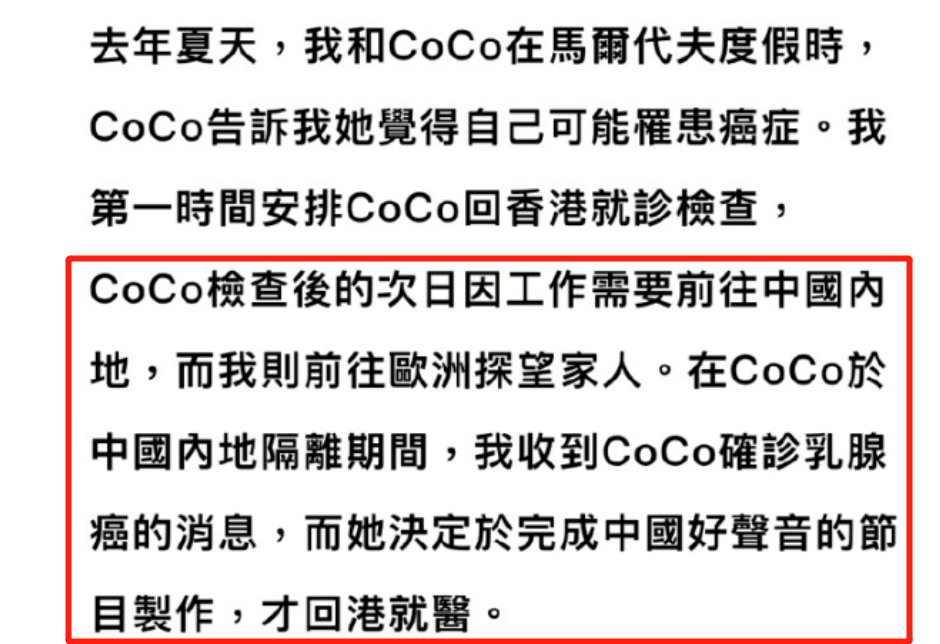 去年夏天，我和CoCo在馬爾代夫度假時，
CoCo告訴我她覺得自己可能罹患癌症。我
第一時間安排CoCo回香港就診檢查，
CoCo檢查後的次日因工作需要前往中國內
地，而我則前往歐洲探望家人。在CoCo於
中國內地隔離期間，我收到CoCo確診乳腺
癌的消息，而她決定於完成中國好聲音的節
目製作，才回港就醫。